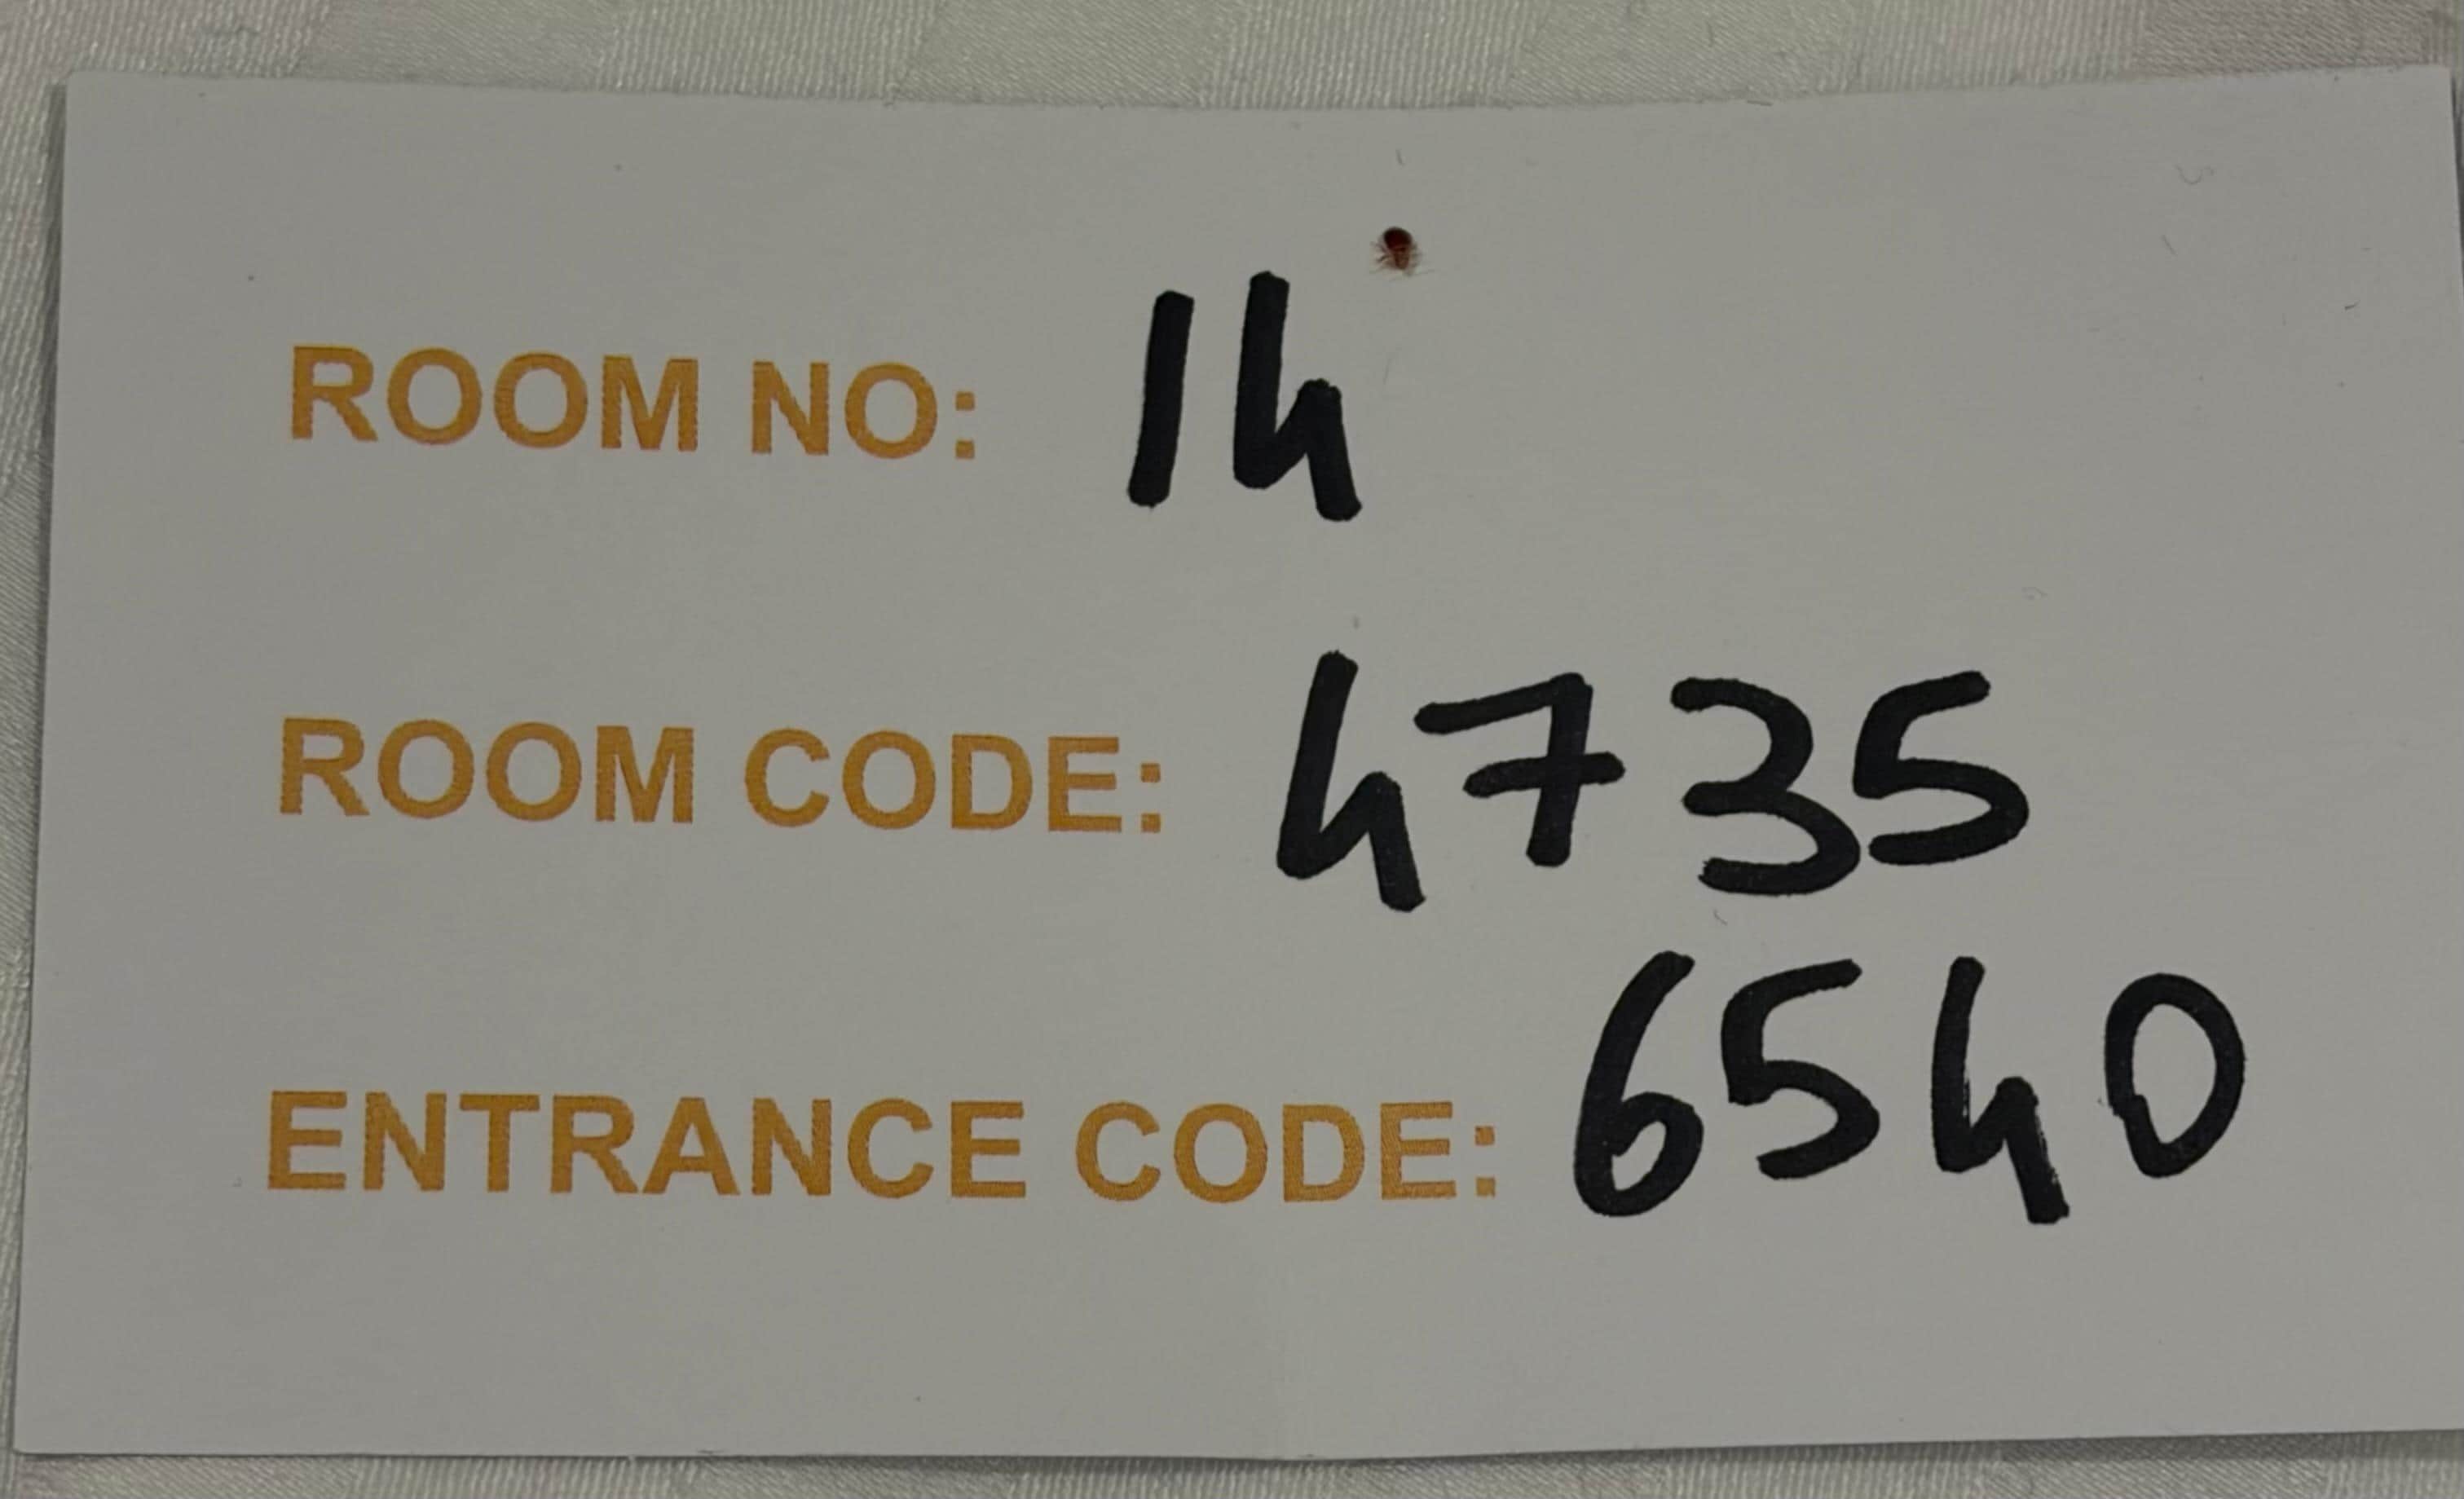 ROOM NO: 14
ROOM CODE: 4735
ENTRANCE CODE: 6540